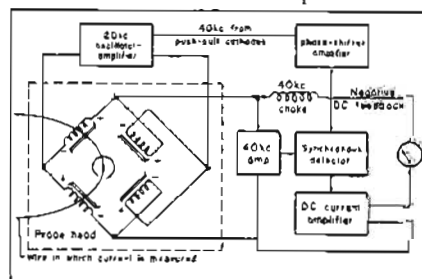 20kc
oscillator-
amplifier
40kc from
push-pull cathodes
phase-shifter
amplifier
40kc
choke
Negative
DC feedback
40kc
amp
Synchronous
detector
DC current
amplifier
Probe head
Wire in which current is measured